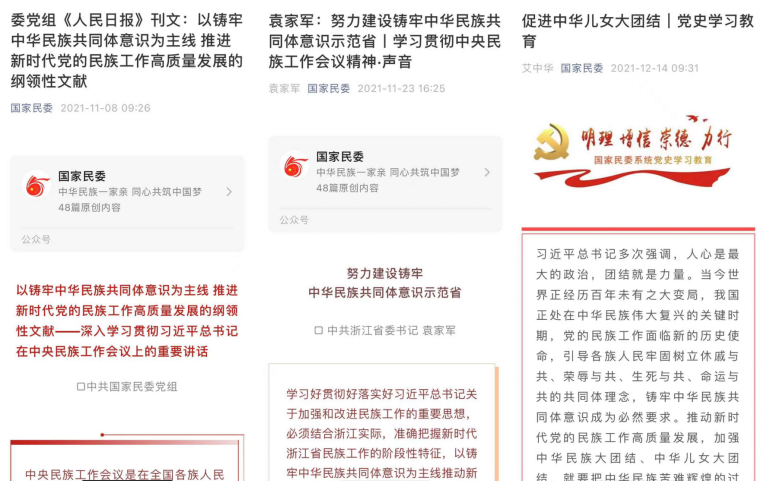 委党组《人民日报》刊文：以铸牢
中华民族共同体意识为主线 推进
新时代党的民族工作高质量发展的
纲领性文献
国家民委 2021-11-08 09:26
国家民委
中华民族一家亲 同心共筑中国梦
48篇原创内容
公众号
以铸牢中华民族共同体意识为主线 推进
新时代党的民族工作高质量发展的纲领
性文献——深入学习贯彻习近平总书记
在中央民族工作会议上的重要讲话
□中共国家民委党组
中央民族工作会议是在全国各族人民
袁家军：努力建设铸牢中华民族共
同体意识示范省丨学习贯彻中央民
族工作会议精神·声音
袁家军 国家民委 2021-11-23 16:25
国家民委
中华民族一家亲 同心共筑中国梦
48篇原创内容
公众号
努力建设铸牢
中华民族共同体意识示范省
□ 中共浙江省委书记 袁家军
学习好贯彻好落实好习近平总书记关
于加强和改进民族工作的重要思想，
必须结合浙江实际，准确把握新时代
浙江省民族工作的阶段性特征，以铸
牢中华民族共同体意识为主线推动新
促进中华儿女大团结丨党史学习教
育
艾中华 国家民委 2021-12-14 09:31
明理 增信 崇德 力行
国家民委系统党史学习教育
习近平总书记多次强调，人心是最
大的政治，团结就是力量。当今世
界正经历百年未有之大变局，我国
正处在中华民族伟大复兴的关键时
期，党的民族工作面临新的历史使
命，引导各族人民牢固树立休戚与
共、荣辱与共、生死与共、命运与
共的共同体理念，铸牢中华民族共
同体意识成为必然要求。推动新时
代党的民族工作高质量发展，加强
中华民族大团结、中华儿女大团
结，就要把中华民族苦难辉煌的过